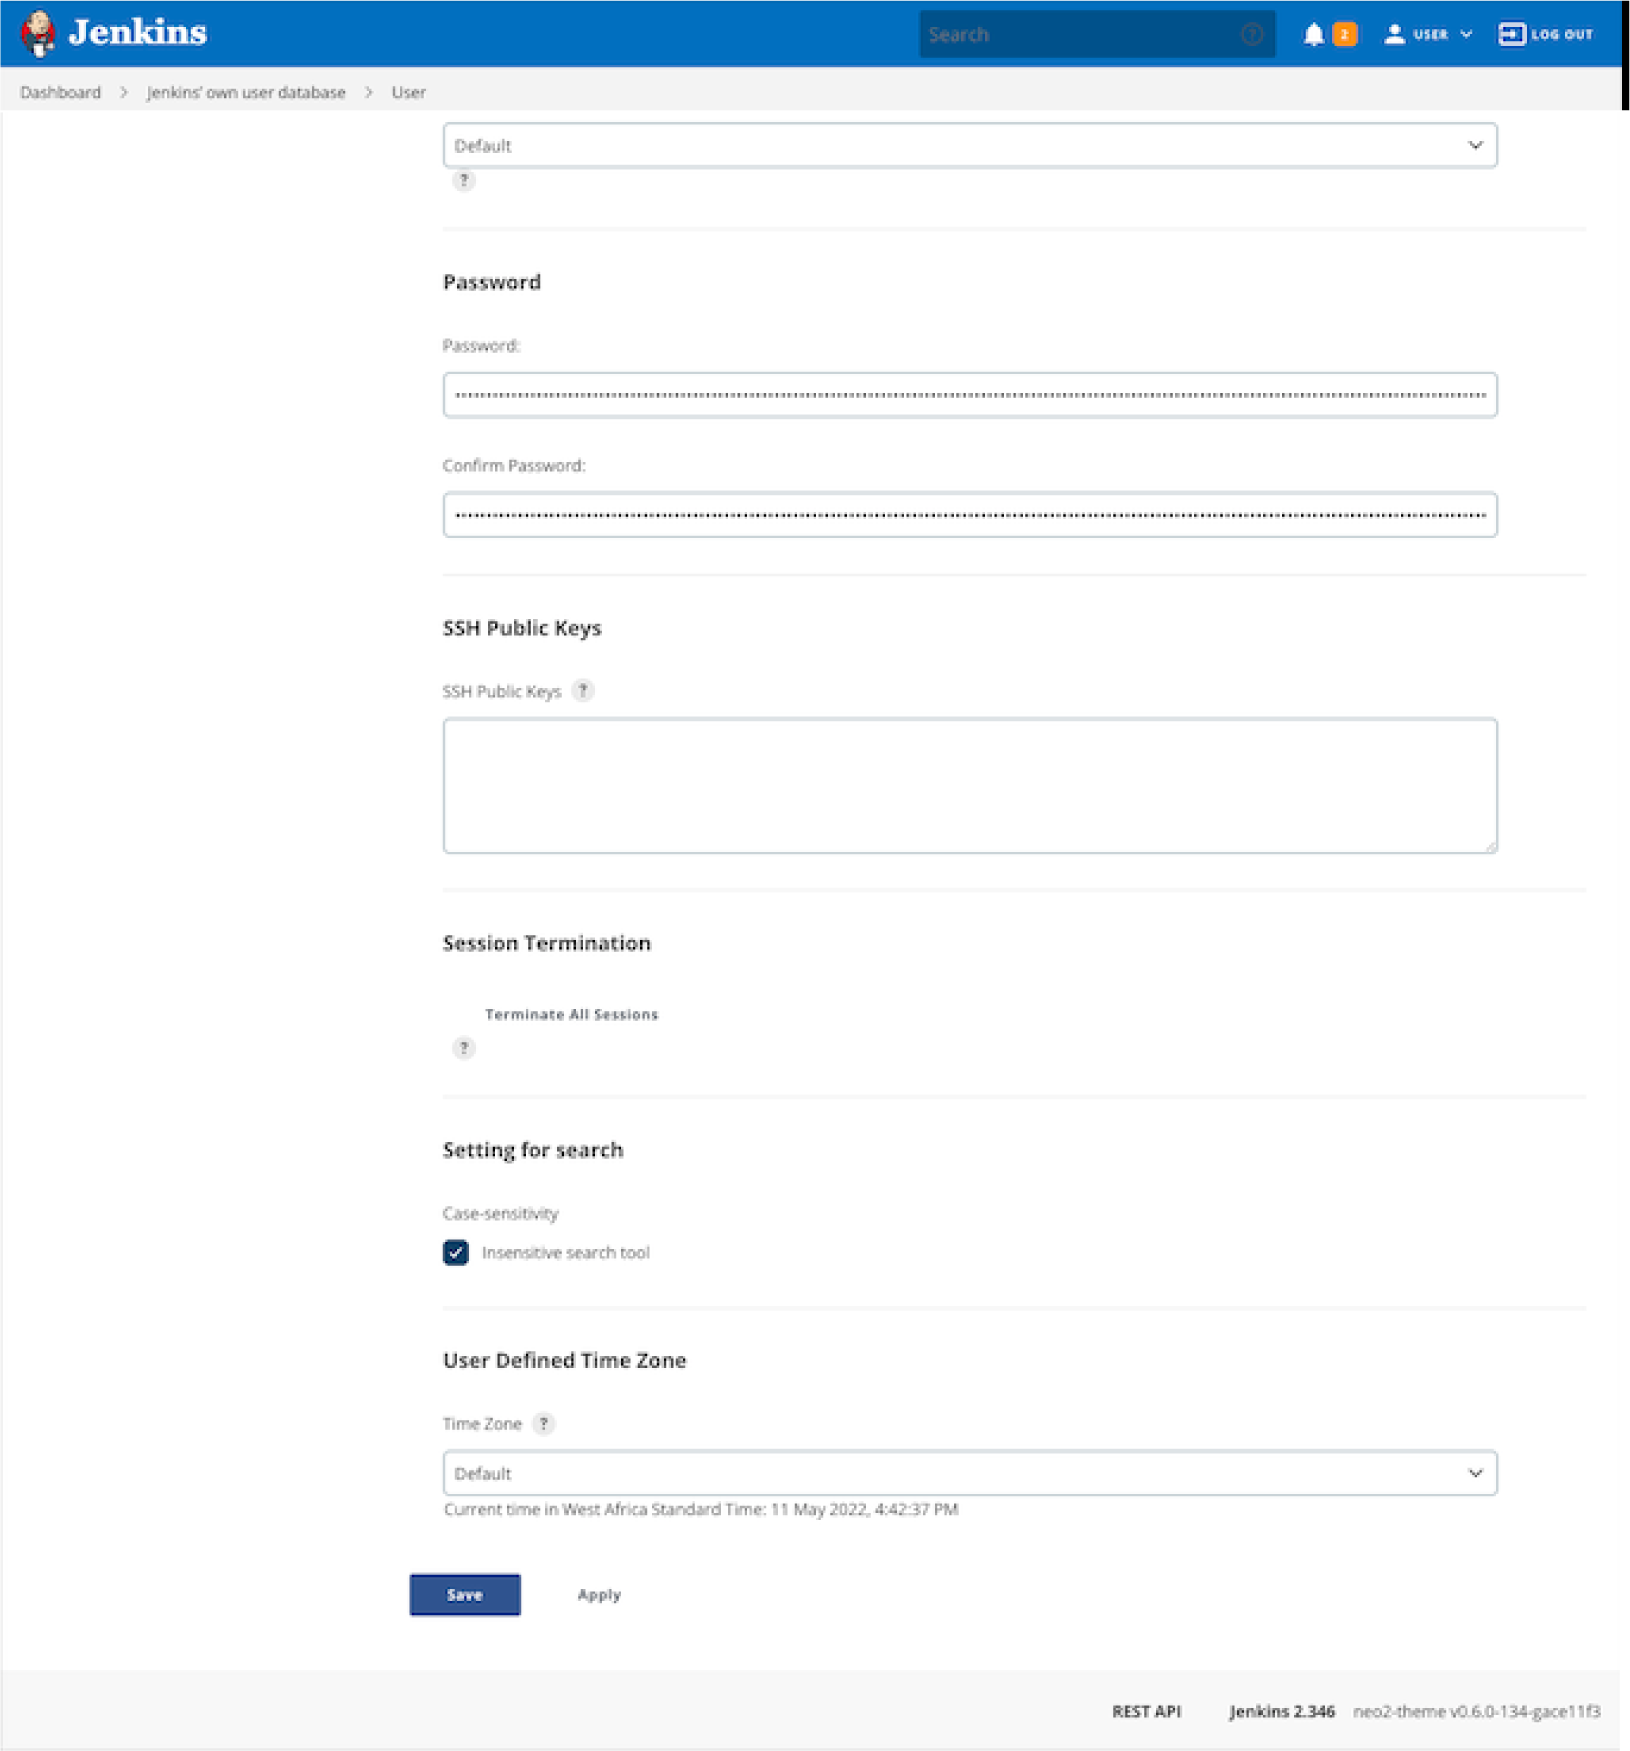 Jenkins
Search
2
USER
LOG OUT
Dashboard > Jenkins' own user database > User
Default
?
Password
Password:
Confirm Password:
SSH Public Keys
SSH Public Keys ?
Session Termination
Terminate All Sessions
?
Setting for search
Case-sensitivity
Insensitive search tool
User Defined Time Zone
Time Zone ?
Default
Current time in West Africa Standard Time: 11 May 2022, 4:42:37 PM
Save Apply
REST API Jenkins 2.346 neo2-theme v0.6.0-134-gace11f3